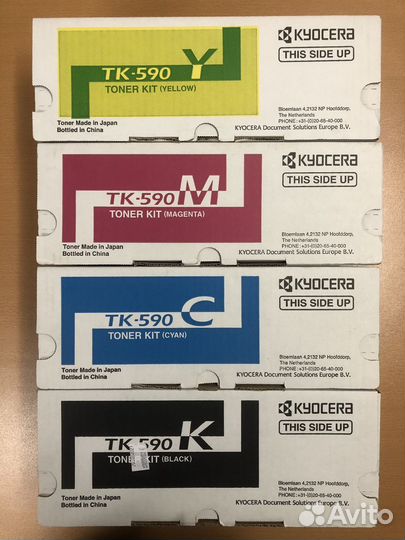 TK-590 Y
TONER KIT (YELLOW)
Toner Made in Japan
Bottled in China
KYOCERA
THIS SIDE UP
Bloemlaan 4,2132 NP Hoofddorp,
The Netherlands
PHONE:+31-(0)20-65-40-000
KYOCERA Document Solutions Europe B.V.
TK-590 M
TONER KIT (MAGENTA)
Toner Made in Japan
Bottled in China
KYOCERA
THIS SIDE UP
Bloemlaan 4,2132 NP Hoofddorp,
The Netherlands
PHONE:+31-(0)20-65-40-000
KYOCERA Document Solutions Europe B.V.
TK-590 C
TONER KIT (CYAN)
Toner Made in Japan
Bottled in China
KYOCERA
THIS SIDE UP
Bloemlaan 4,2132 NP Hoofddorp,
The Netherlands
PHONE:+31-(0)20-65-40-000
KYOCERA Document Solutions Europe B.V.
TK-590 K
TONER KIT (BLACK)
Toner Made in Japan
Bottled in China
KYOCERA
THIS SIDE UP
Bloemlaan 4,2132 NP Hoofddorp,
The Netherlands
PHONE:+31-(0)20-65-40-000
KYOCERA Document Solutions Europe B.V.
Avito